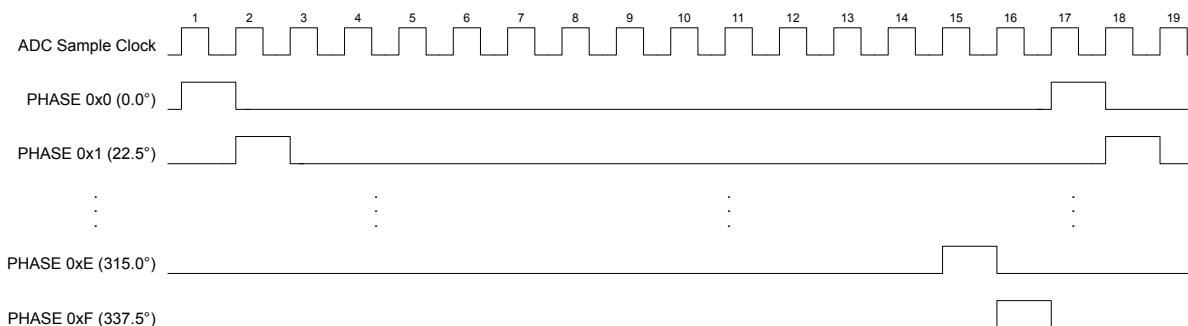 1 2 3 4 5 6 7 8 9 10 11 12 13 14 15 16 17 18 19
ADC Sample Clock
PHASE 0x0 (0.0°)
PHASE 0x1 (22.5°)
PHASE 0xE (315.0°)
PHASE 0xF (337.5°)